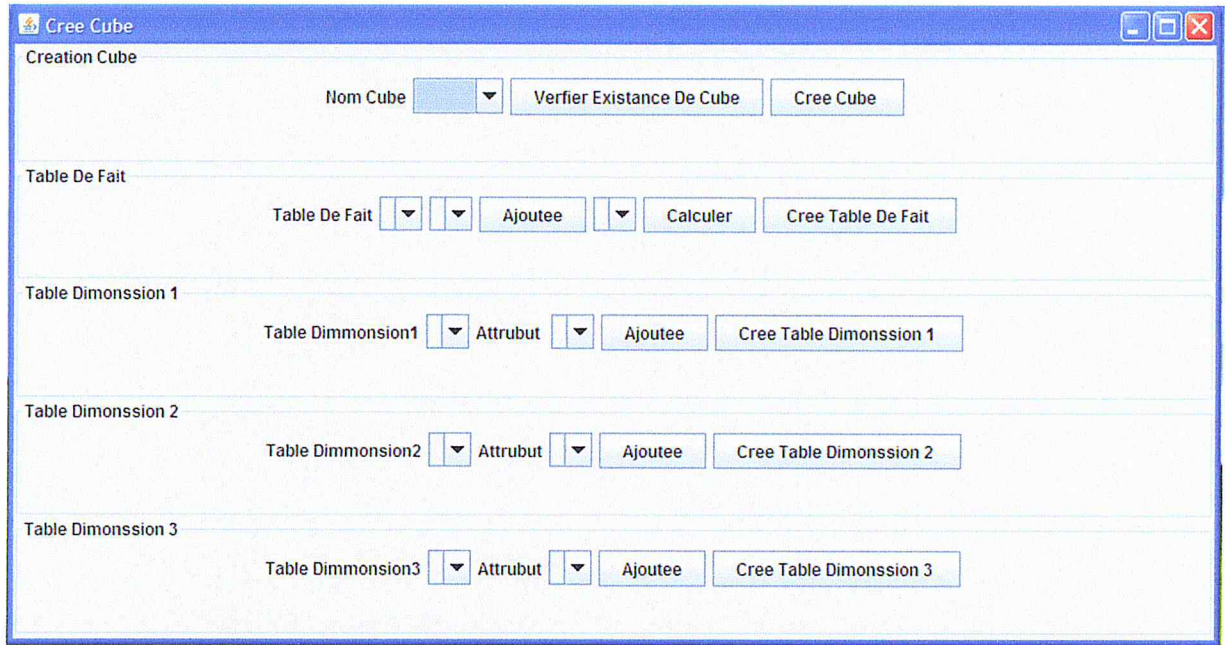 Cree Cube
Creation Cube
Nom Cube Verfier Existance De Cube Cree Cube
Table De Fait
Table De Fait Ajoutee Calculer Cree Table De Fait
Table Dimonssion 1
Table Dimmonsion1 Attrubut Ajoutee Cree Table Dimonssion 1
Table Dimonssion 2
Table Dimmonsion2 Attrubut Ajoutee Cree Table Dimonssion 2
Table Dimonssion 3
Table Dimmonsion3 Attrubut Ajoutee Cree Table Dimonssion 3